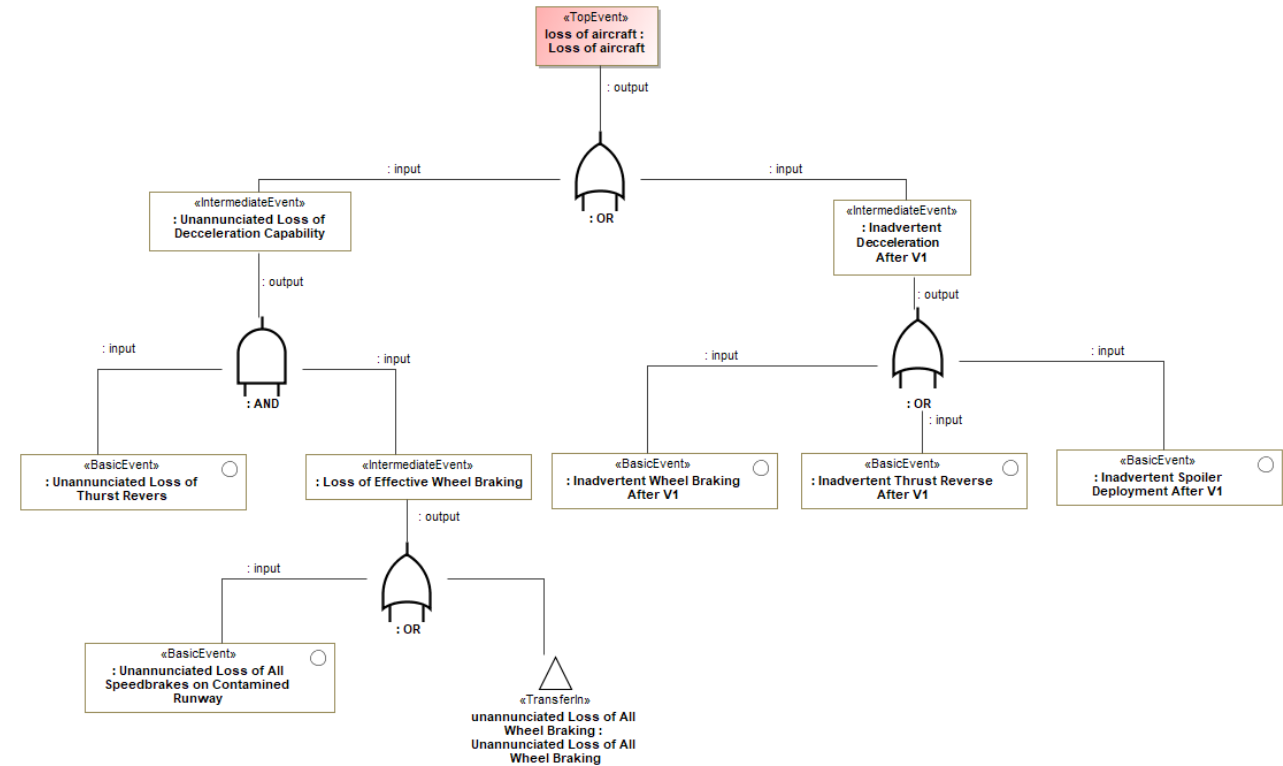 «TopEvent»
loss of aircraft :
Loss of aircraft
: output
: input
: input
: OR
«IntermediateEvent»
: Unannunciated Loss of
Decceleration Capability
«IntermediateEvent»
: Inadvertent
Decceleration
After V1
: output
: output
: input
: input
: AND
: input
: input
: OR
: input
«BasicEvent»
: Unannunciated Loss of
Thurst Revers
«IntermediateEvent»
: Loss of Effective Wheel Braking
«BasicEvent»
: Inadvertent Wheel Braking
After V1
«BasicEvent»
: Inadvertent Thrust Reverse
After V1
«BasicEvent»
: Inadvertent Spoiler
Deployment After V1
: output
: input
: OR
«BasicEvent»
: Unannunciated Loss of All
Speedbrakes on Contamined
Runway
«TransferIn»
unannunciated Loss of All
Wheel Braking :
Unannunciated Loss of All
Wheel Braking